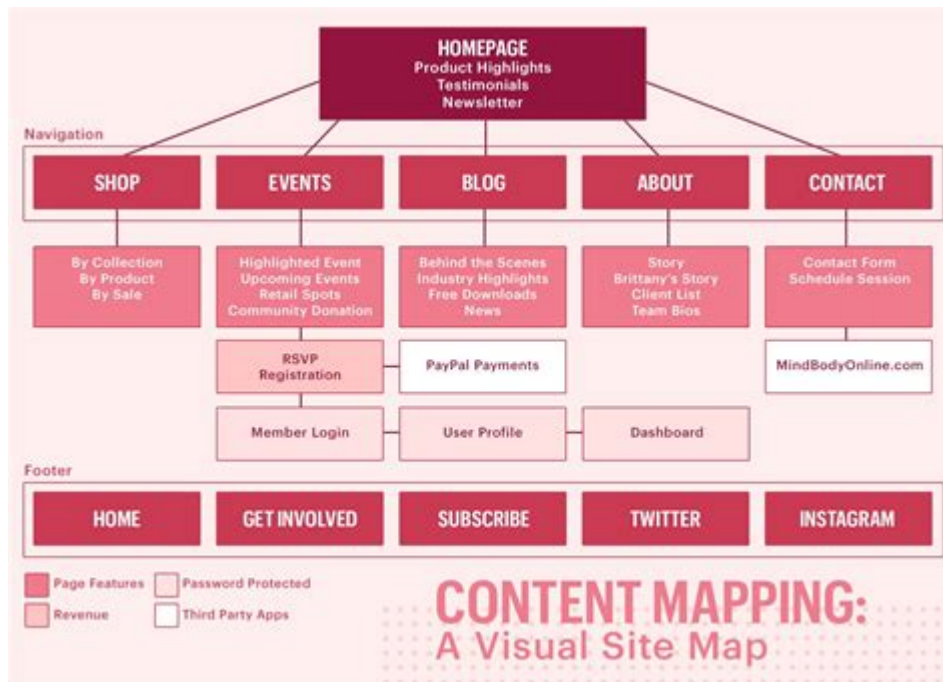 HOMEPAGE
Product Highlights
Testimonials
Newsletter
Navigation
SHOP
EVENTS
BLOG
ABOUT
CONTACT
By Collection
By Product
By Sale
Highlighted Event
Upcoming Events
Retail Spots
Community Donation
Behind the Scenes
Industry Highlights
Free Downloads
News
Story
Brittany's Story
Client List
Team Bios
Contact Form
Schedule Session
RSVP
Registration
PayPal Payments
MindBodyOnline.com
Member Login
User Profile
Dashboard
Footer
HOME
GET INVOLVED
SUBSCRIBE
TWITTER
INSTAGRAM
Page Features
Password Protected
Revenue
Third Party Apps
CONTENT MAPPING:
A Visual Site Map